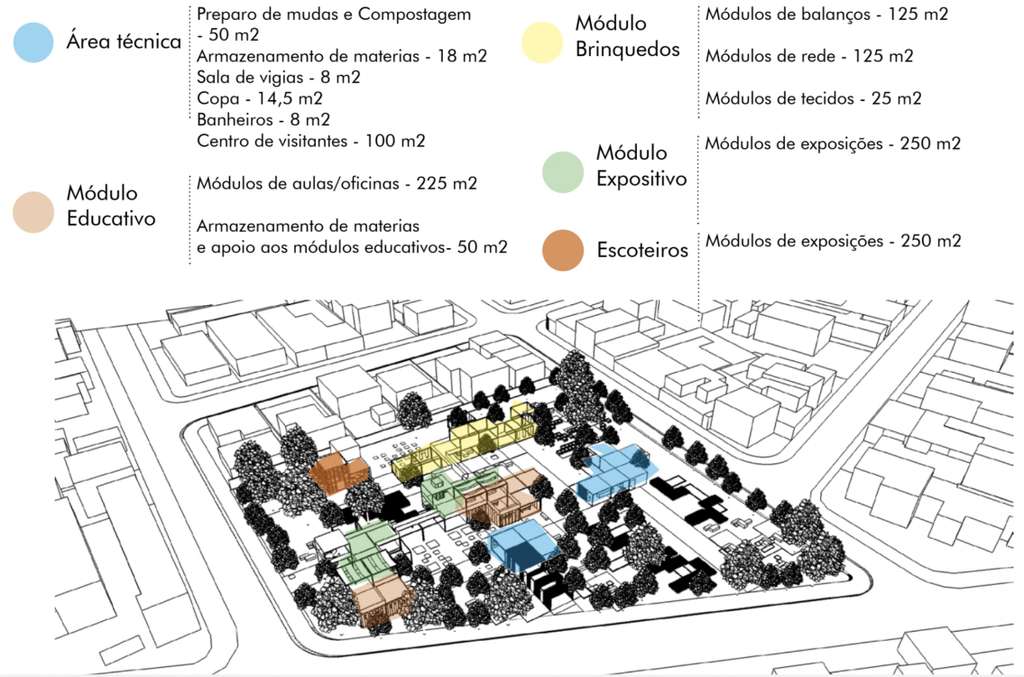 Área técnica
Preparo de mudas e Compostagem
- 50 m2
Armazenamento de materias - 18 m2
Sala de vigias - 8 m2
Copa - 14,5 m2
Banheiros - 8 m2
Centro de visitantes - 100 m2
Módulo
Educativo
Módulos de aulas/oficinas - 225 m2
Armazenamento de materias
e apoio aos módulos educativos- 50 m2
Módulo
Brinquedos
Módulos de balanços - 125 m2
Módulos de rede - 125 m2
Módulos de tecidos - 25 m2
Módulo
Expositivo
Módulos de exposições - 250 m2
Escoteiros
Módulos de exposições - 250 m2